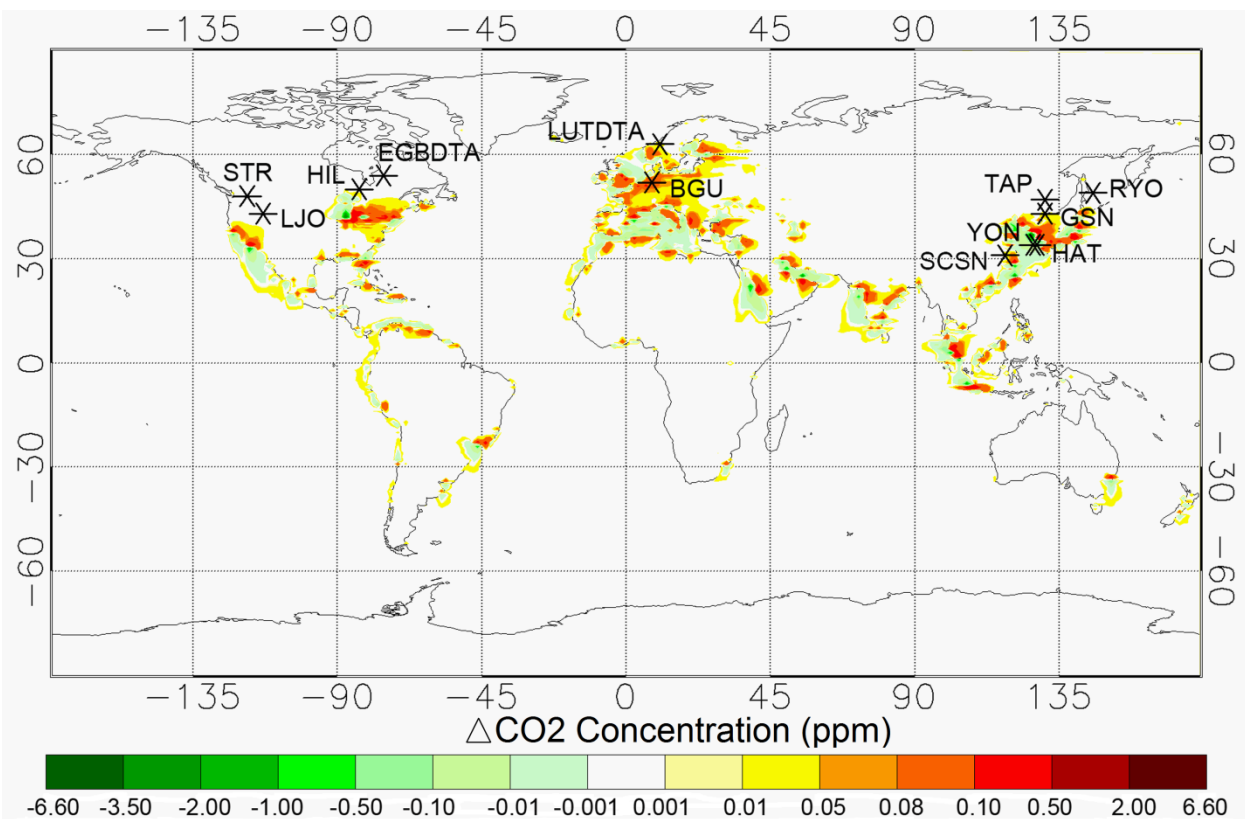 −135 −90 −45 0 45 90 135
LUTDTA
EGBDTA
60 60
STR HIL
BGU TAP RYO
LJO GSN
YON
30 SCSN HAT 30
0 0
−30 −30
−60 −60
−135 −90 −45 0 45 90 135
△CO2 Concentration (ppm)
-6.60 -3.50 -2.00 -1.00 -0.50 -0.10 -0.01 -0.001 0.001 0.01 0.05 0.08 0.10 0.50 2.00 6.60